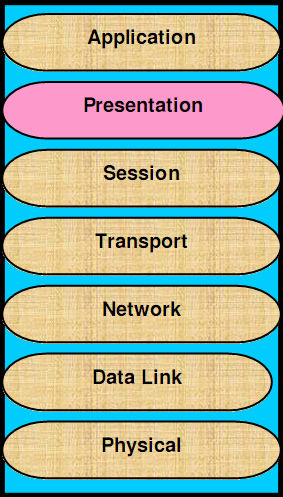 Application
Presentation
Session
Transport
Network
Data Link
Physical